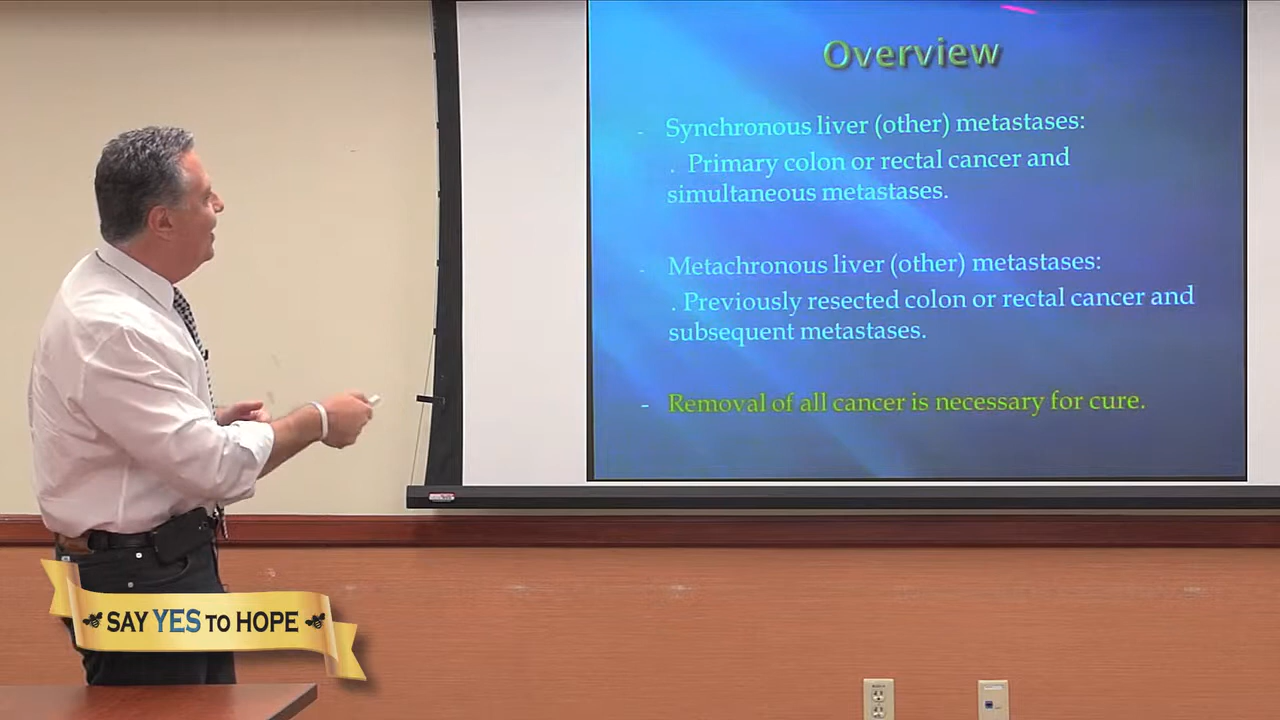 Overview
- Synchronous liver (other) metastases:
. Primary colon or rectal cancer and
simultaneous metastases.
- Metachronous liver (other) metastases:
. Previously resected colon or rectal cancer and
subsequent metastases.
- Removal of all cancer is necessary for cure.
SAY YES TO HOPE